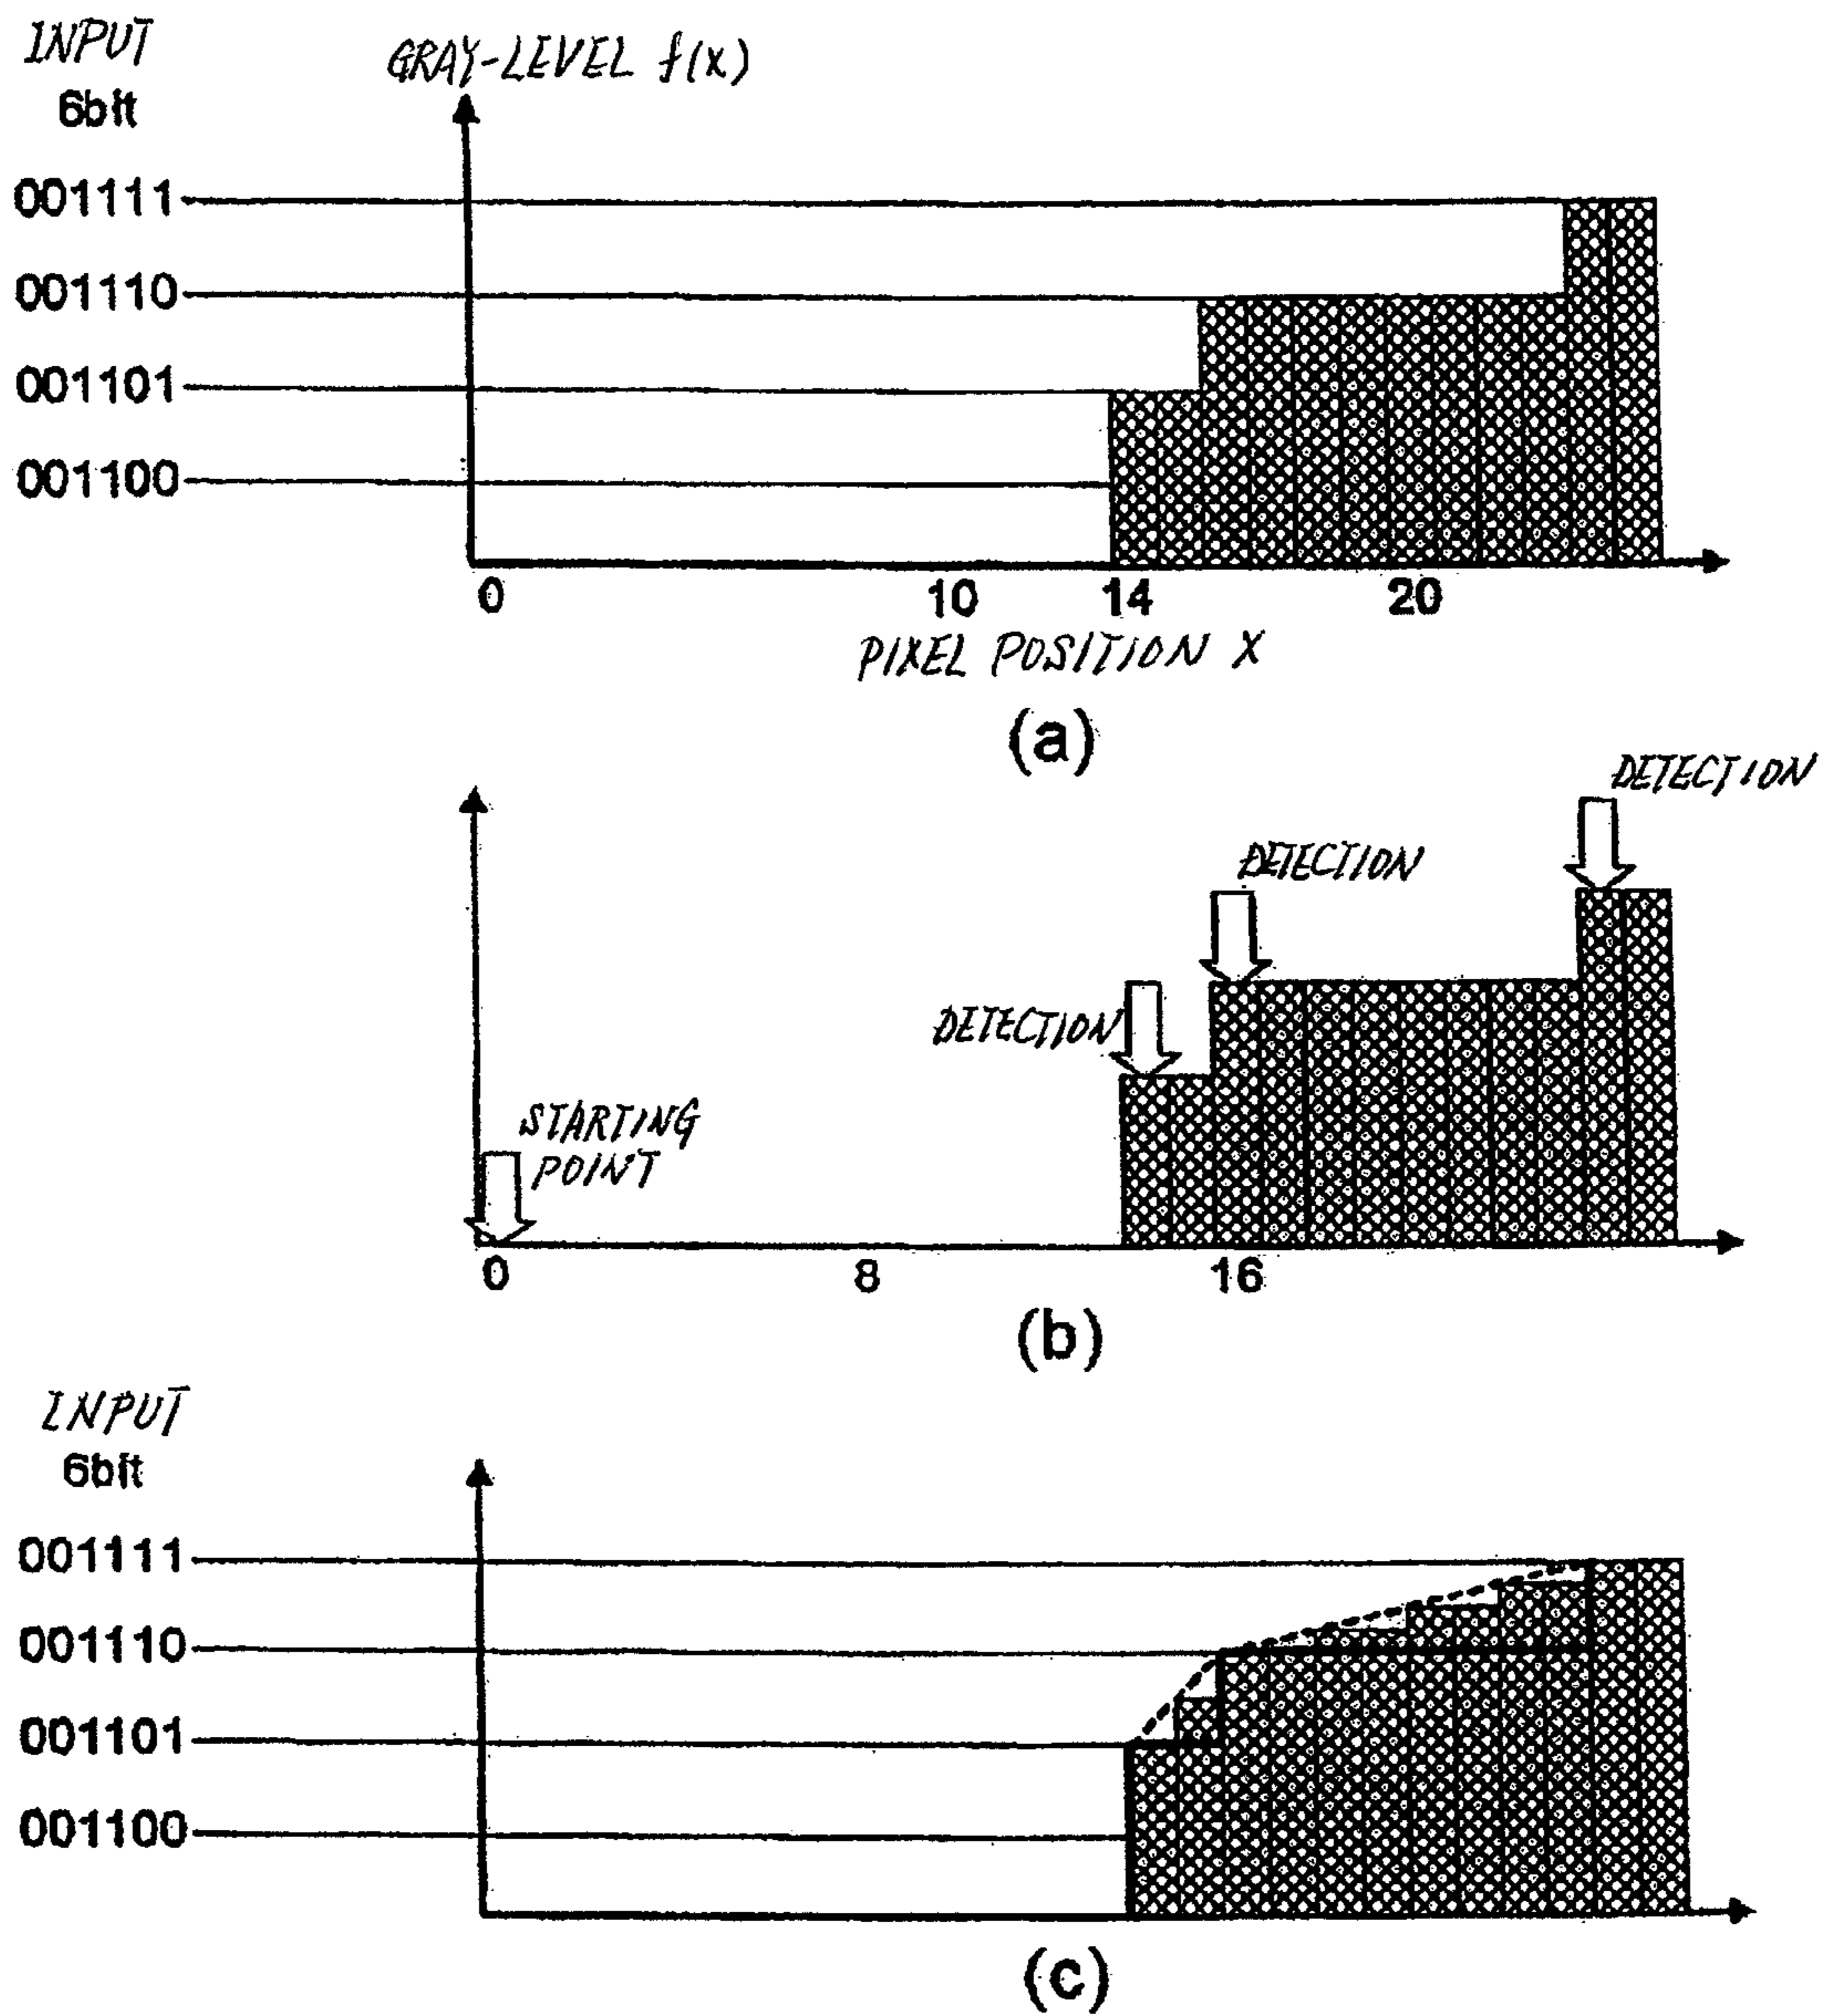 INPUT
6bit
GRAY-LEVEL f(x)
001111
001110
001101
001100
0 10 14 20
PIXEL POSITION X
(a)
DETECTION
DETECTION
DETECTION
STARTING
POINT
0 8 16
(b)
INPUT
6bit
001111
001110
001101
001100
(c)